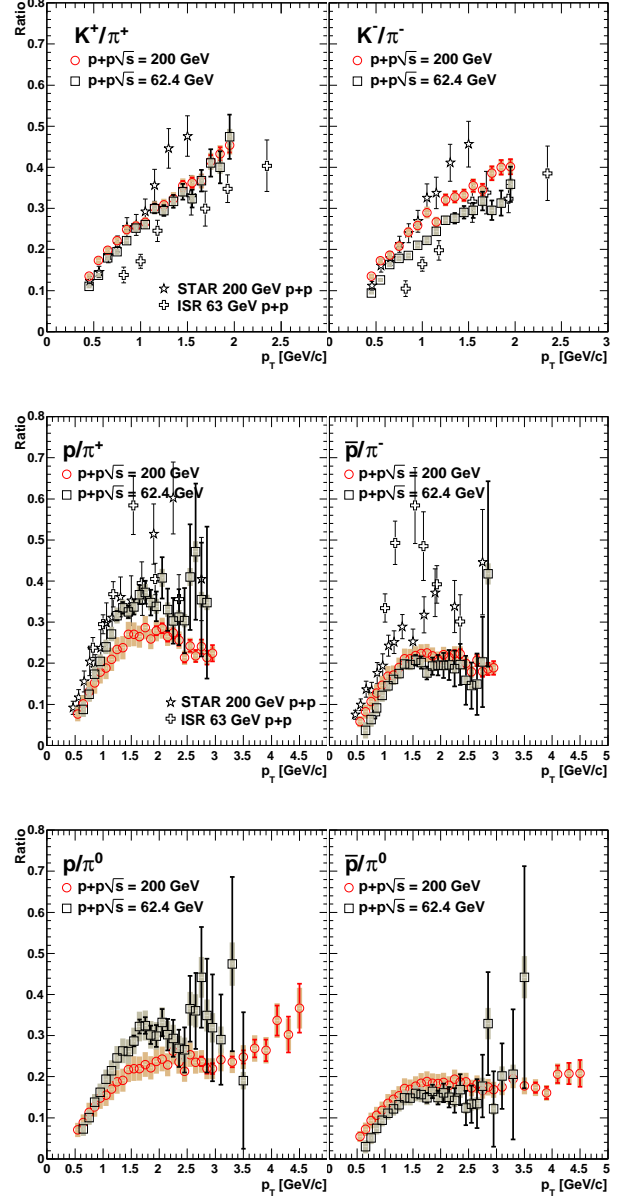 Ratio
0.8
0.7
0.6
0.5
0.4
0.3
0.2
0.1
0
K⁺/π⁺
p+p√s = 200 GeV
p+p√s = 62.4 GeV
STAR 200 GeV p+p
ISR 63 GeV p+p
0.5 1 1.5 2 2.5
p_T [GeV/c]
K⁻/π⁻
p+p√s = 200 GeV
p+p√s = 62.4 GeV
0 0.5 1 1.5 2 2.5 3
p_T [GeV/c]
Ratio
0.8
0.7
0.6
0.5
0.4
0.3
0.2
0.1
0
p/π⁺
p+p√s = 200 GeV
p+p√s = 62.4 GeV
STAR 200 GeV p+p
ISR 63 GeV p+p
0.5 1 1.5 2 2.5 3 3.5 4 4.5
p_T [GeV/c]
p̅/π⁻
p+p√s = 200 GeV
p+p√s = 62.4 GeV
0 0.5 1 1.5 2 2.5 3 3.5 4 4.5 5
p_T [GeV/c]
Ratio
0.8
0.7
0.6
0.5
0.4
0.3
0.2
0.1
0
p/π⁰
p+p√s = 200 GeV
p+p√s = 62.4 GeV
0.5 1 1.5 2 2.5 3 3.5 4 4.5
p_T [GeV/c]
p̅/π⁰
p+p√s = 200 GeV
p+p√s = 62.4 GeV
0 0.5 1 1.5 2 2.5 3 3.5 4 4.5 5
p_T [GeV/c]